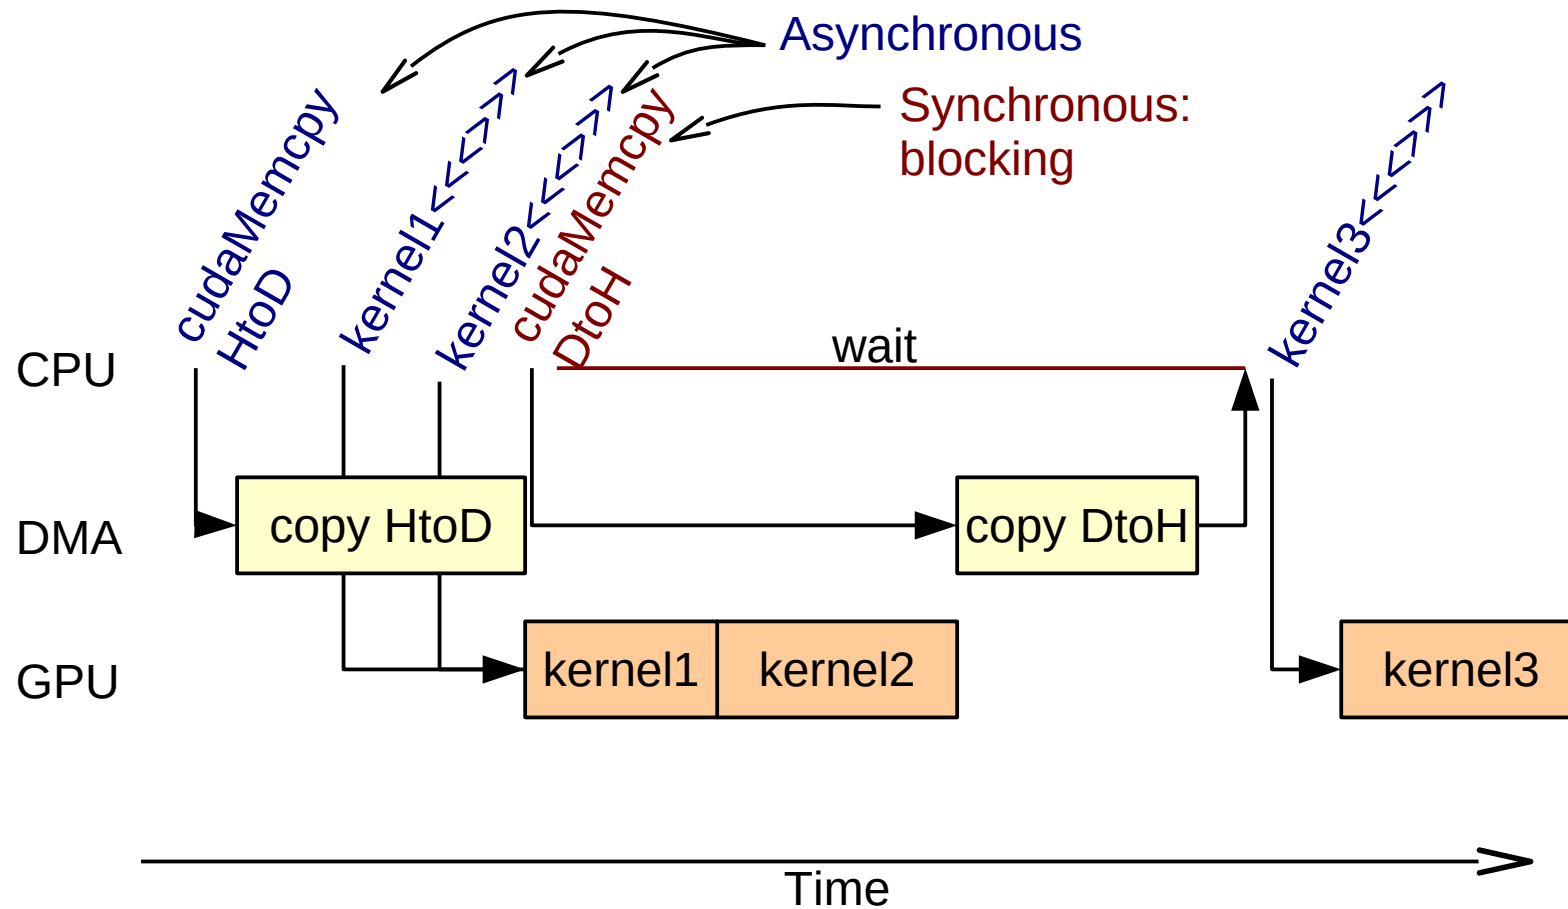 Asynchronous
Synchronous:
blocking
cudaMemcpy
HtoD
kernel1<<<>>>
kernel2<<<>>>
cudaMemcpy
DtoH
kernel3<<<>>>
CPU
wait
DMA
copy HtoD
copy DtoH
GPU
kernel1
kernel2
kernel3
Time